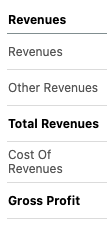 Revenues
Revenues
Other Revenues
Total Revenues
Cost Of
Revenues
Gross Profit